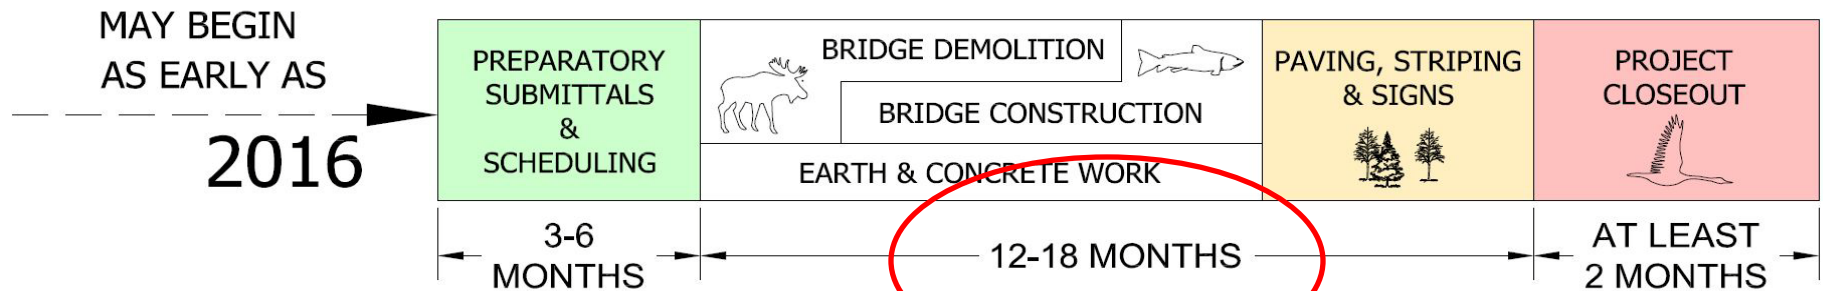 MAY BEGIN
AS EARLY AS
2016
PREPARATORY
SUBMITTALS
&
SCHEDULING
BRIDGE DEMOLITION
BRIDGE CONSTRUCTION
EARTH & CONCRETE WORK
PAVING, STRIPING
& SIGNS
PROJECT
CLOSEOUT
3-6
MONTHS
12-18 MONTHS
AT LEAST
2 MONTHS